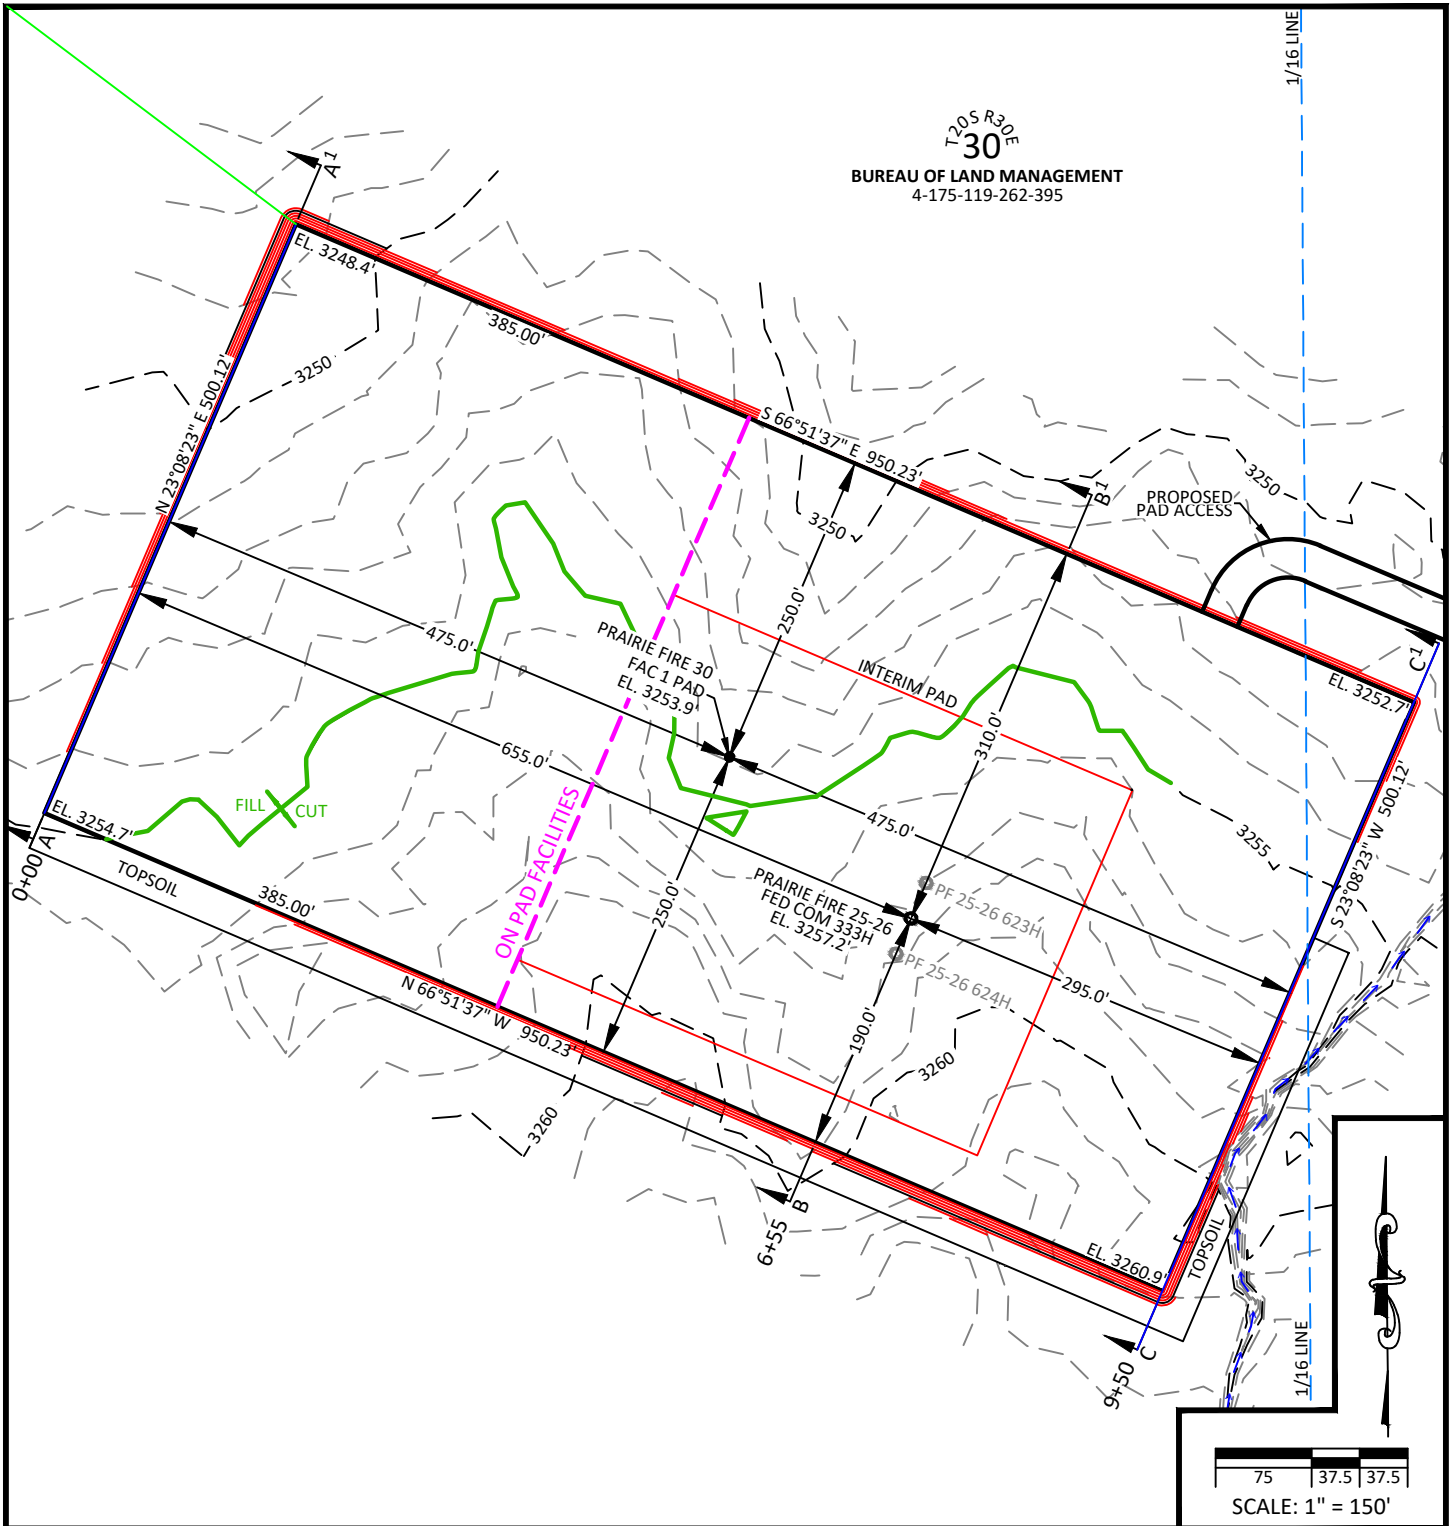 1/16 LINE
T20S R30E
30
BUREAU OF LAND MANAGEMENT
4-175-119-262-395
A1
EL. 3248.4'
385.00'
3250
N 23°08'23" E 500.12'
S 66°51'37" E 950.23'
3250
B1
PROPOSED
PAD ACCESS
3250
250.0'
475.0'
PRAIRIE FIRE 30
FAC 1 PAD
EL. 3253.9'
INTERIM PAD
C1
EL. 3252.7'
310.0'
655.0'
FILL
CUT
EL. 3254.7'
0+00
A
TOPSOIL
385.00'
ON PAD FACILITIES
475.0'
3255
S 23°08'23" W 500.12'
250.0'
PRAIRIE FIRE 25-26
FED COM 333H
EL. 3257.2'
PF 25-26 623H
PF 25-26 624H
295.0'
N 66°51'37" W 950.23'
190.0'
3260
3260
6+55
B
EL. 3260.9'
TOPSOIL
9+50
C
1/16 LINE
75
37.5
37.5
SCALE: 1" = 150'